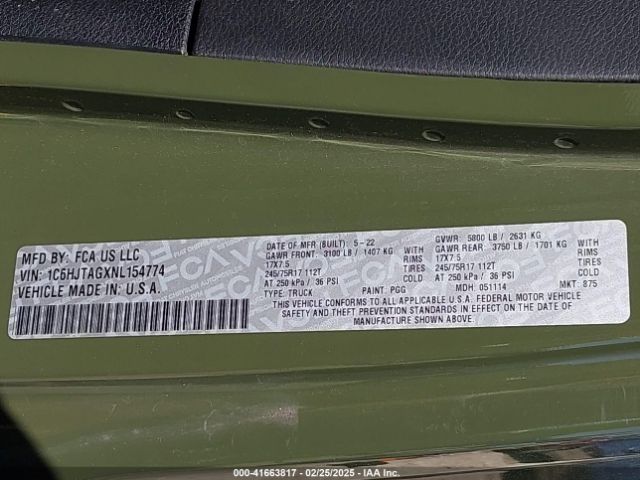 MFD BY: FCA US LLC
VIN: 1C6HJTAGXNL154774
VEHICLE MADE IN: U.S.A.
DATE OF MFR (BUILT): 5-22
GAWR FRONT: 3100 LB / 1407 KG WITH
17X7.5 RIMS
245/75R17 112T TIRES
AT 250 kPa / 36 PSI COLD
TYPE: TRUCK
GVWR: 5800 LB / 2631 KG
GAWR REAR: 3750 LB / 1701 KG WITH
17X7.5 RIMS
245/75R17 112T TIRES
AT 250 kPa / 36 PSI COLD
PAINT: PGG MDH: 051114 MKT: 875
THIS VEHICLE CONFORMS TO ALL APPLICABLE U.S.A. FEDERAL MOTOR VEHICLE
SAFETY AND THEFT PREVENTION STANDARDS IN EFFECT ON THE DATE OF
MANUFACTURE SHOWN ABOVE.
000-41663817 - 02/25/2025 - IAA Inc.